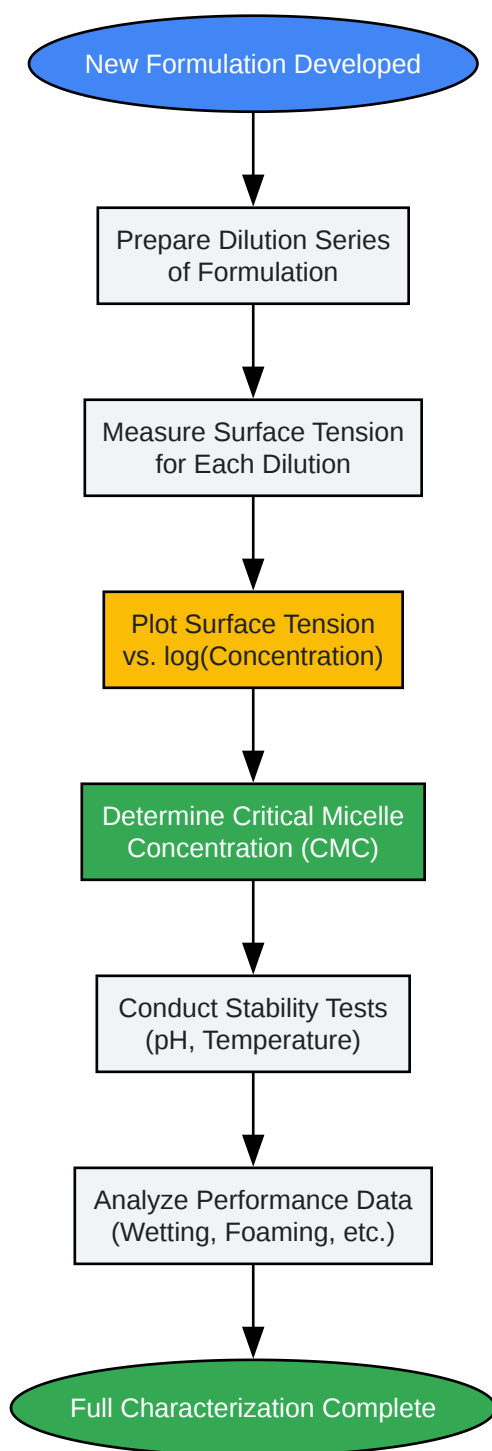 New Formulation Developed
Prepare Dilution Series
of Formulation
Measure Surface Tension
for Each Dilution
Plot Surface Tension
vs. log(Concentration)
Determine Critical Micelle
Concentration (CMC)
Conduct Stability Tests
(pH, Temperature)
Analyze Performance Data
(Wetting, Foaming, etc.)
Full Characterization Complete